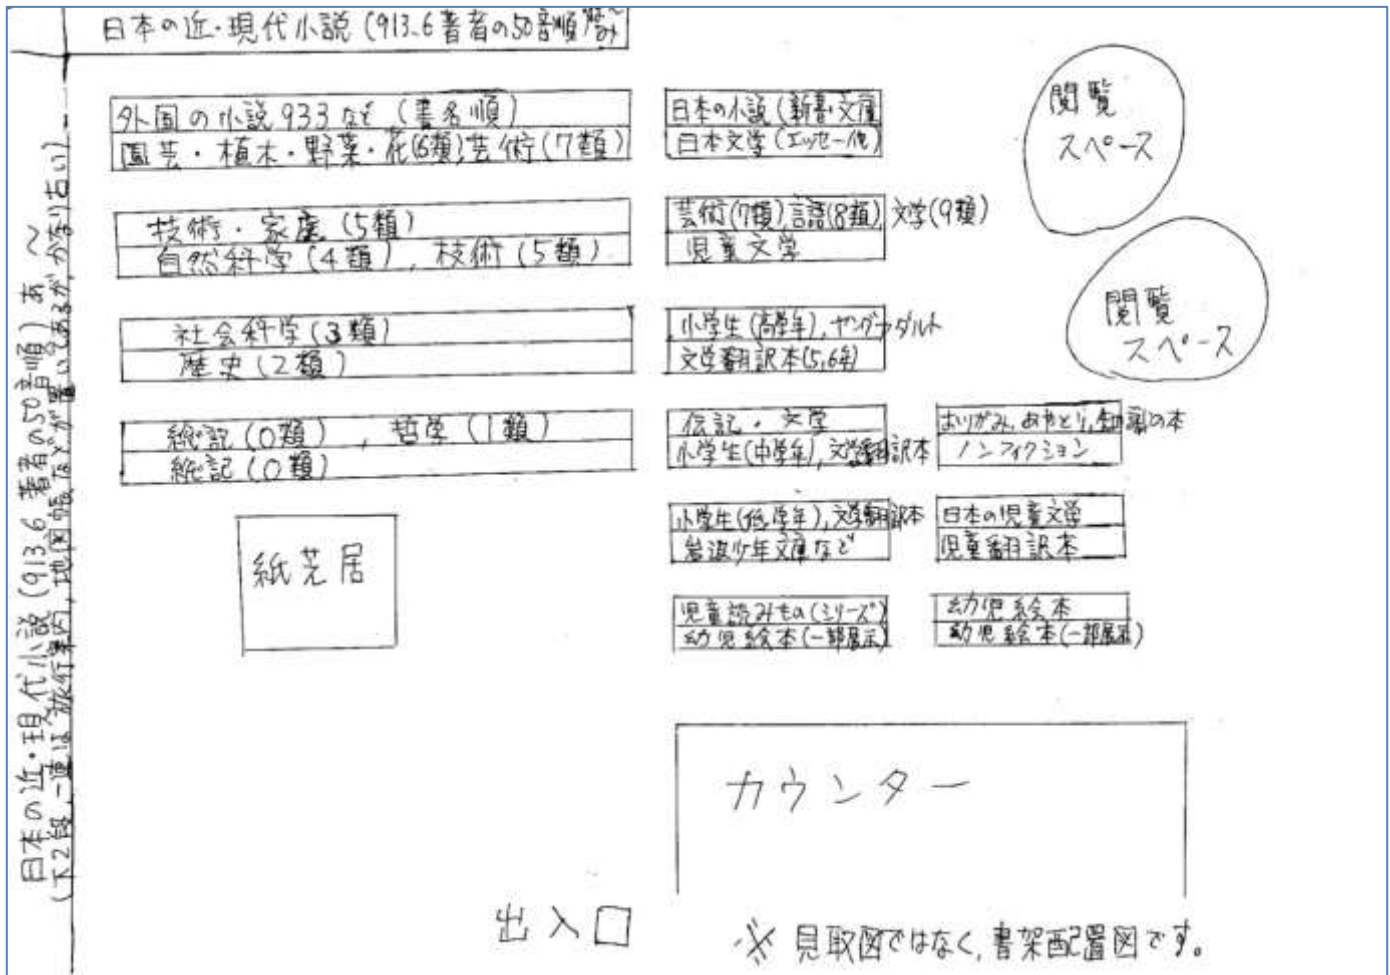 日本の近・現代小説(913.6著者の50音順
外国の小説933など(書名順)
園芸・植木・野菜・花(6類)芸術(7類)
技術・家庭(5類)
自然科学(4類),技術(5類)
社会科学(3類)
歴史(2類)
総記(0類),哲学(1類)
総記(0類)
紙芝居
日本の小説(新書・文庫
日本文学(エッセー他)
芸術(7類),言語(8類),文学(9類)
児童文学
小学生(高学年),ヤングアダルト
文学翻訳本(5,6年)
伝記・文学
小学生(中学年),文学翻訳本
小学生(低学年),文学翻訳本
岩波少年文庫など
児童読みもの(シリーズ)
幼児絵本(一部展示)
おりがみ,あやとり,知識の本
ノンフィクション
日本の児童文学
児童翻訳本
幼児絵本
幼児絵本(一部展示)
閲覧
スペース
閲覧
スペース
カウンター
出入口
※見取図ではなく,書架配置図です。
日本の近・現代小説(913.6 著者の50音順)あ〜
(下2段一連は旅行案内,地図帳などが置いてあるが,かなり古い)